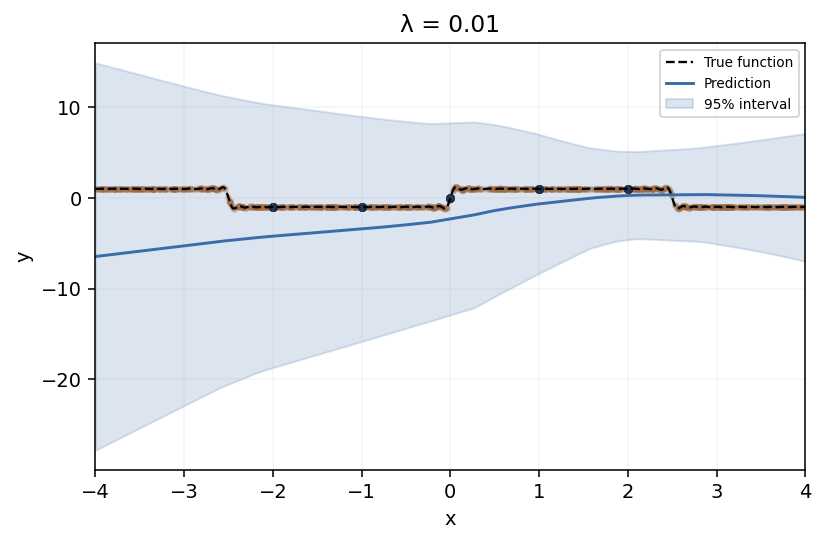 λ = 0.01
True function
Prediction
95% interval
y
10
0
−10
−20
−4 −3 −2 −1 0 1 2 3 4
x